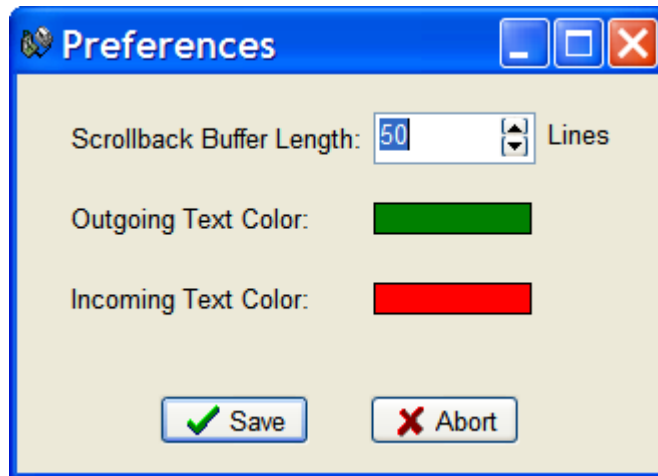 Preferences
Scrollback Buffer Length: 50 Lines
Outgoing Text Color:
Incoming Text Color:
Save Abort